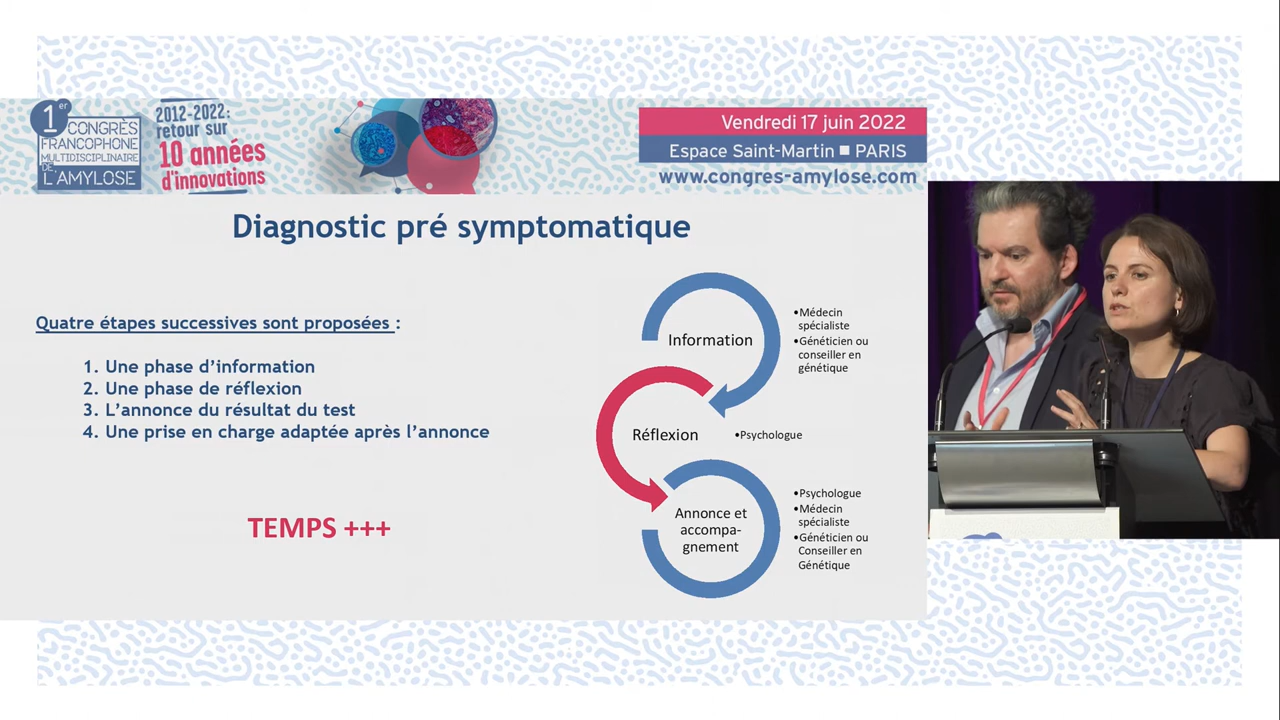 1er
CONGRÈS
FRANCOPHONE
MULTIDISCIPLINAIRE
DE
L'AMYLOSE
2012-2022:
retour sur
10 années
d'innovations
Vendredi 17 juin 2022
Espace Saint-Martin ■ PARIS
www.congres-amylose.com
Diagnostic pré symptomatique
Quatre étapes successives sont proposées :
1. Une phase d’information
2. Une phase de réflexion
3. L’annonce du résultat du test
4. Une prise en charge adaptée après l’annonce
TEMPS +++
Information
•Médecin
spécialiste
•Généticien ou
conseiller en
génétique
Réflexion
•Psychologue
Annonce et
accompa-
gnement
•Psychologue
•Médecin
spécialiste
•Généticien ou
Conseiller en
Génétique